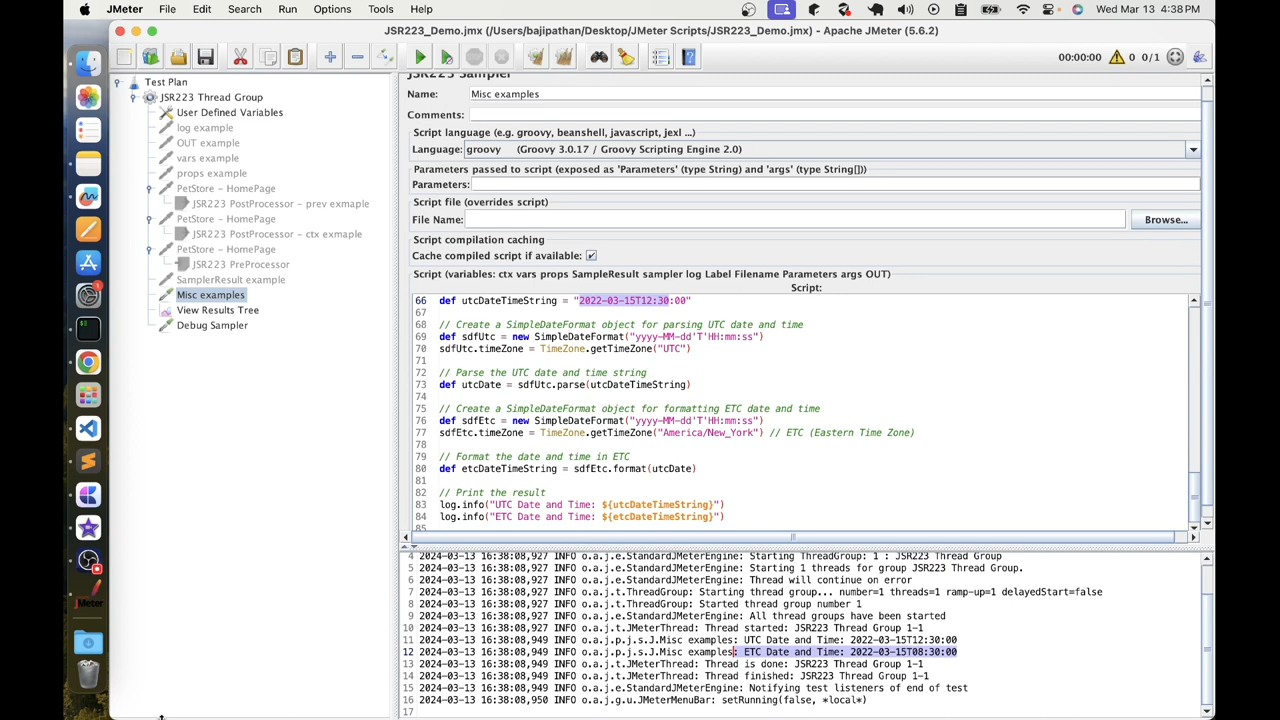 JMeter File Edit Search Run Options Tools Help Wed Mar 13 4:38 PM
JSR223_Demo.jmx (/Users/bajipathan/Desktop/JMeter Scripts/JSR223_Demo.jmx) - Apache JMeter (5.6.2)
00:00:00 0 0/1
Test Plan
JSR223 Thread Group
User Defined Variables
log example
OUT example
vars example
props example
PetStore - HomePage
JSR223 PostProcessor - prev exmaple
PetStore - HomePage
JSR223 PostProcessor - ctx exmaple
PetStore - HomePage
JSR223 PreProcessor
SamplerResult example
Misc examples
View Results Tree
Debug Sampler
JSR223 Sampler
Name: Misc examples
Comments:
Script language (e.g. groovy, beanshell, javascript, jexl ...)
Language: groovy (Groovy 3.0.17 / Groovy Scripting Engine 2.0)
Parameters passed to script (exposed as 'Parameters' (type String) and 'args' (type String[]))
Parameters:
Script file (overrides script)
File Name: Browse...
Script compilation caching
Cache compiled script if available:
Script (variables: ctx vars props SampleResult sampler log Label Filename Parameters args OUT)
Script:
66 def utcDateTimeString = "2022-03-15T12:30:00"
67
68 // Create a SimpleDateFormat object for parsing UTC date and time
69 def sdfUtc = new SimpleDateFormat("yyyy-MM-dd'T'HH:mm:ss")
70 sdfUtc.timeZone = TimeZone.getTimeZone("UTC")
71
72 // Parse the UTC date and time string
73 def utcDate = sdfUtc.parse(utcDateTimeString)
74
75 // Create a SimpleDateFormat object for formatting ETC date and time
76 def sdfEtc = new SimpleDateFormat("yyyy-MM-dd'T'HH:mm:ss")
77 sdfEtc.timeZone = TimeZone.getTimeZone("America/New_York") // ETC (Eastern Time Zone)
78
79 // Format the date and time in ETC
80 def etcDateTimeString = sdfEtc.format(utcDate)
81
82 // Print the result
83 log.info("UTC Date and Time: ${utcDateTimeString}")
84 log.info("ETC Date and Time: ${etcDateTimeString}")
85
4 2024-03-13 16:38:08,927 INFO o.a.j.e.StandardJMeterEngine: Starting ThreadGroup: 1 : JSR223 Thread Group
5 2024-03-13 16:38:08,927 INFO o.a.j.e.StandardJMeterEngine: Starting 1 threads for group JSR223 Thread Group.
6 2024-03-13 16:38:08,927 INFO o.a.j.e.StandardJMeterEngine: Thread will continue on error
7 2024-03-13 16:38:08,927 INFO o.a.j.t.ThreadGroup: Starting thread group... number=1 threads=1 ramp-up=1 delayedStart=false
8 2024-03-13 16:38:08,927 INFO o.a.j.t.ThreadGroup: Started thread group number 1
9 2024-03-13 16:38:08,927 INFO o.a.j.e.StandardJMeterEngine: All thread groups have been started
10 2024-03-13 16:38:08,927 INFO o.a.j.t.JMeterThread: Thread started: JSR223 Thread Group 1-1
11 2024-03-13 16:38:08,949 INFO o.a.j.p.j.s.J.Misc examples: UTC Date and Time: 2022-03-15T12:30:00
12 2024-03-13 16:38:08,949 INFO o.a.j.p.j.s.J.Misc examples: ETC Date and Time: 2022-03-15T08:30:00
13 2024-03-13 16:38:08,949 INFO o.a.j.t.JMeterThread: Thread is done: JSR223 Thread Group 1-1
14 2024-03-13 16:38:08,949 INFO o.a.j.t.JMeterThread: Thread finished: JSR223 Thread Group 1-1
15 2024-03-13 16:38:08,949 INFO o.a.j.e.StandardJMeterEngine: Notifying test listeners of end of test
16 2024-03-13 16:38:08,950 INFO o.a.j.g.u.JMeterMenuBar: setRunning(false, *local*)
17
JMeter